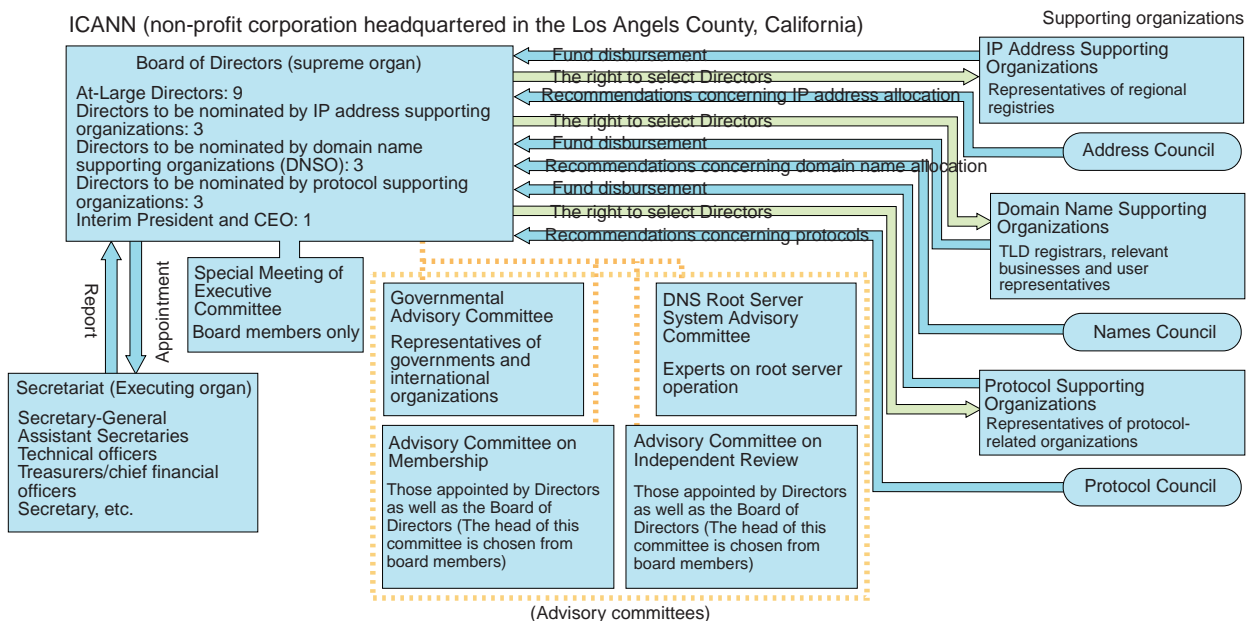 ICANN (non-profit corporation headquartered in the Los Angels County, California)
Supporting organizations
Board of Directors (supreme organ)
At-Large Directors: 9
Directors to be nominated by IP address supporting
organizations: 3
Directors to be nominated by domain name
supporting organizations (DNSO): 3
Directors to be nominated by protocol supporting
organizations: 3
Interim President and CEO: 1
Fund disbursement
The right to select Directors
Recommendations concerning IP address allocation
The right to select Directors
Fund disbursement
Recommendations concerning domain name allocation
Fund disbursement
The right to select Directors
Recommendations concerning protocols
IP Address Supporting
Organizations
Representatives of regional
registries
Address Council
Domain Name Supporting
Organizations
TLD registrars, relevant
businesses and user
representatives
Names Council
Protocol Supporting
Organizations
Representatives of protocol-
related organizations
Protocol Council
Report
Appointment
Special Meeting of
Executive
Committee
Board members only
Secretariat (Executing organ)
Secretary-General
Assistant Secretaries
Technical officers
Treasurers/chief financial
officers
Secretary, etc.
Governmental
Advisory Committee
Representatives of
governments and
international
organizations
DNS Root Server
System Advisory
Committee
Experts on root server
operation
Advisory Committee on
Membership
Those appointed by Directors
as well as the Board of
Directors (The head of this
committee is chosen from
board members)
Advisory Committee on
Independent Review
Those appointed by Directors
as well as the Board of
Directors (The head of this
committee is chosen from
board members)
(Advisory committees)